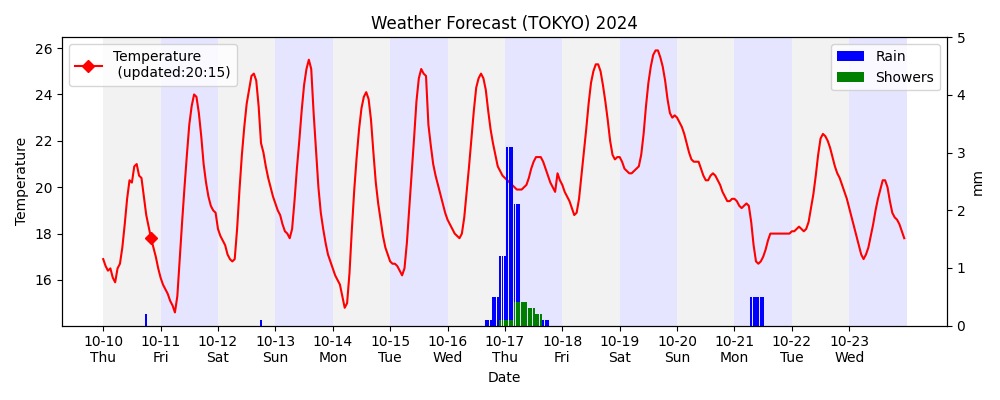 Weather Forecast (TOKYO) 2024
Temperature
(updated:20:15)
Rain
Showers
Temperature
26
24
22
20
18
16
5
4
3
2
1
0
mm
10-10 10-11 10-12 10-13 10-14 10-15 10-16 10-17 10-18 10-19 10-20 10-21 10-22 10-23
Thu Fri Sat Sun Mon Tue Wed Thu Fri Sat Sun Mon Tue Wed
Date